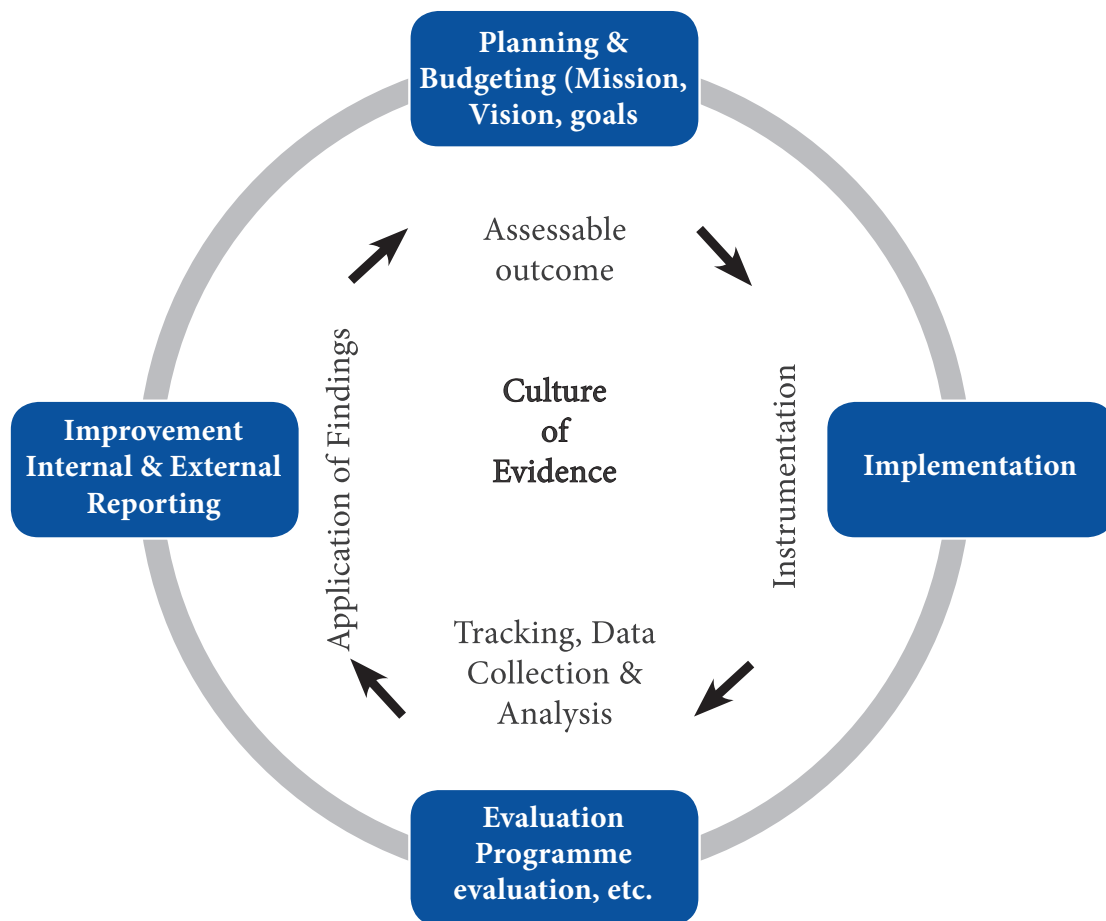 Planning &
Budgeting (Mission,
Vision, goals
Assessable
outcome
Application of Findings
Culture
of
Evidence
Instrumentation
Improvement
Internal & External
Reporting
Implementation
Tracking, Data
Collection &
Analysis
Evaluation
Programme
evaluation, etc.